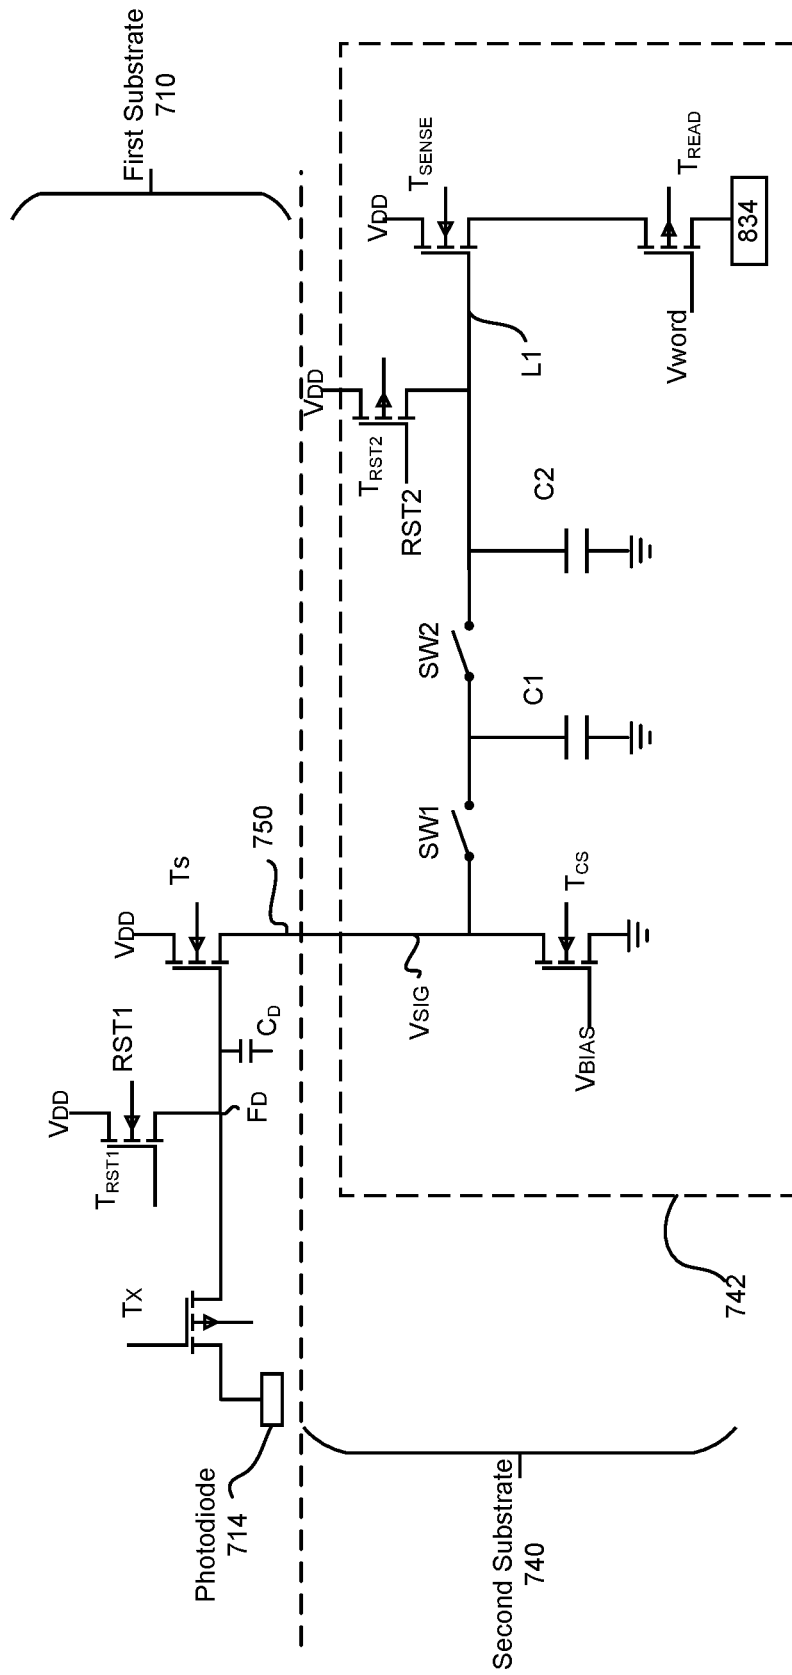 First Substrate
710
VDD
TRST1
RST1
FD
CD
VDD
Ts
750
Tx
Photodiode
714
Second Substrate
740
742
VSIG
VBIAS
TCS
SW1
C1
SW2
C2
VDD
TRST2
RST2
L1
VDD
TSENSE
TREAD
Vword
834